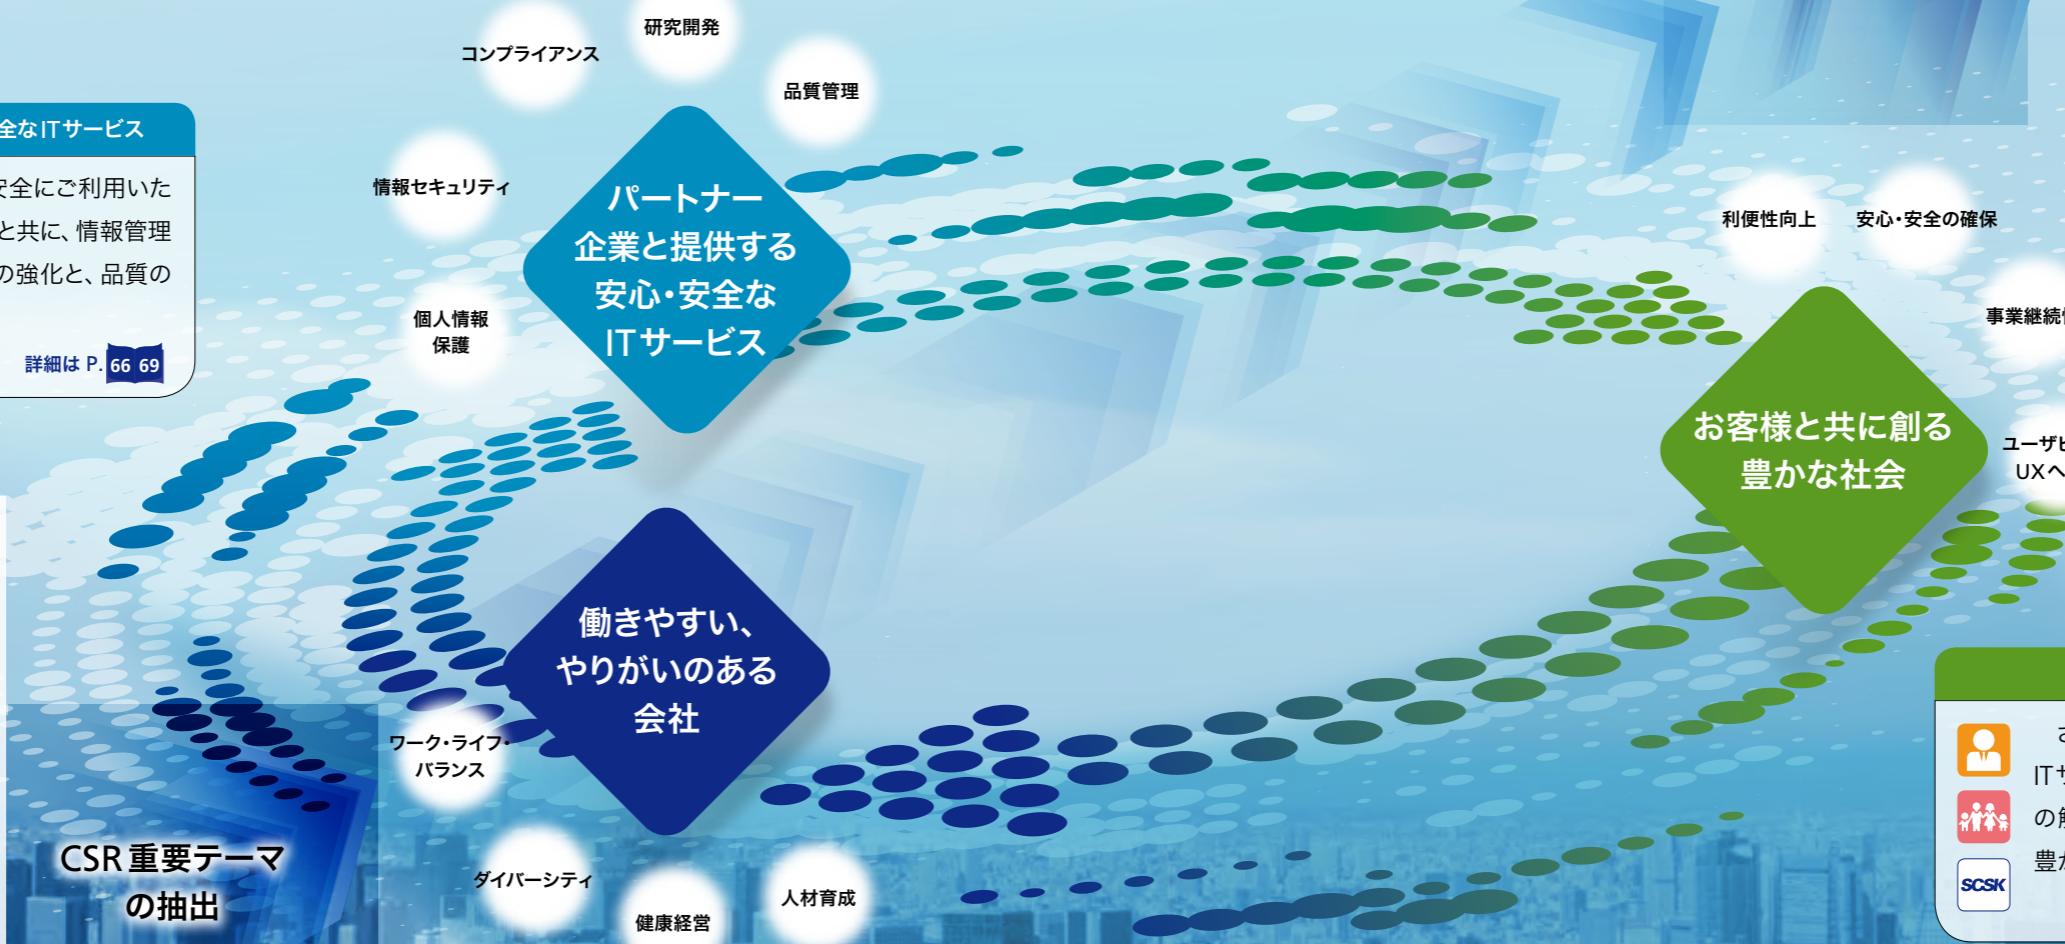 コンプライアンス
研究開発
品質管理
情報セキュリティ
個人情報
保護
パートナー
企業と提供する
安心・安全な
ITサービス
全なITサービス
安全にご利用いた
と共に、情報管理
の強化と、品質の
詳細は P. 66 69
利便性向上
安心・安全の確保
事業継続
ユーザビ
UXへ
お客様と共に創る
豊かな社会
働きやすい、
やりがいのある
会社
ワーク・ライフ・
バランス
ダイバーシティ
健康経営
人材育成
CSR重要テーマ
の抽出
さ
ITサ
の解
豊か
SCSK